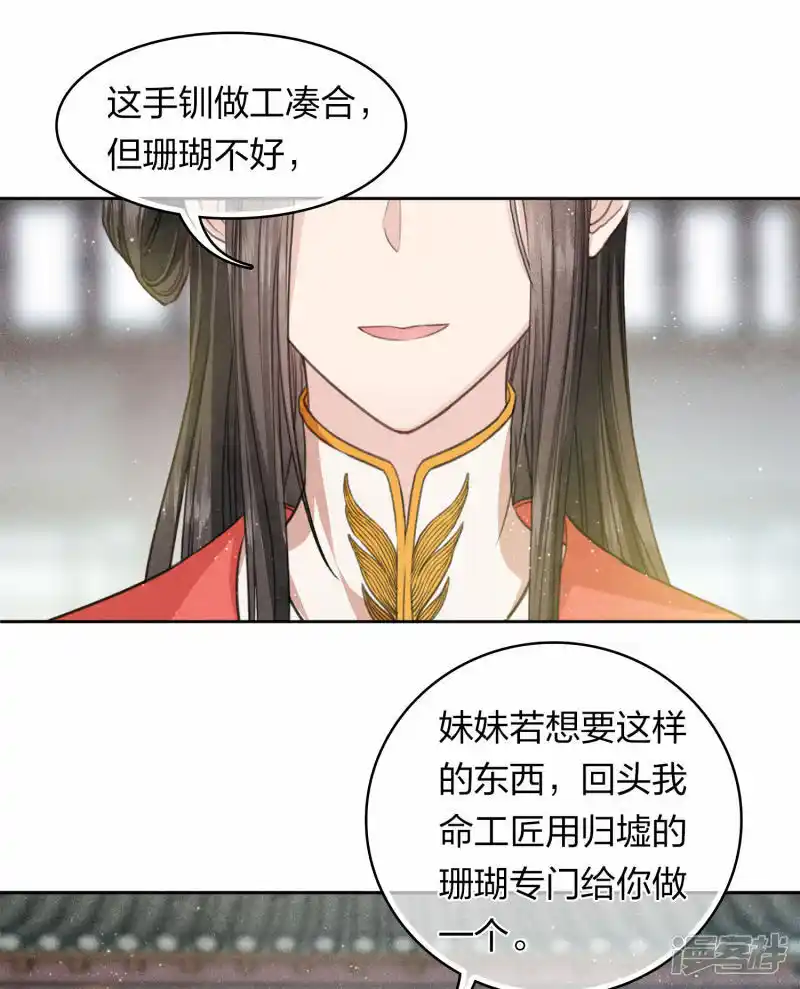 这手钏做工凑合，
但珊瑚不好，
妹妹若想要这样
的东西，回头我
命工匠用归墟的
珊瑚专门给你做
一个。
漫客栈